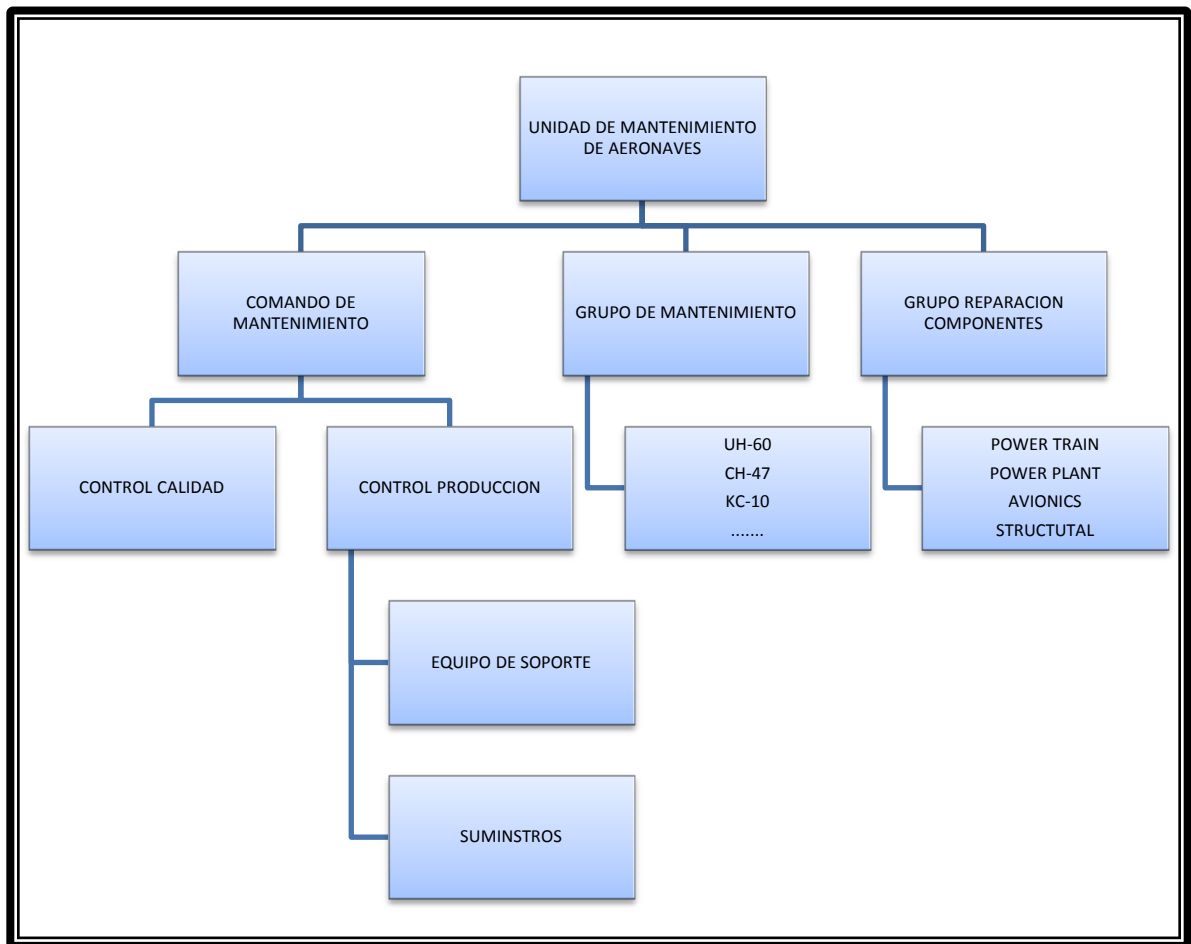 UNIDAD DE MANTENIMIENTO
DE AERONAVES
COMANDO DE
MANTENIMIENTO
GRUPO DE MANTENIMIENTO
GRUPO REPARACION
COMPONENTES
CONTROL CALIDAD
CONTROL PRODUCCION
UH-60
CH-47
KC-10
.......
POWER TRAIN
POWER PLANT
AVIONICS
STRUCTUTAL
EQUIPO DE SOPORTE
SUMINSTROS